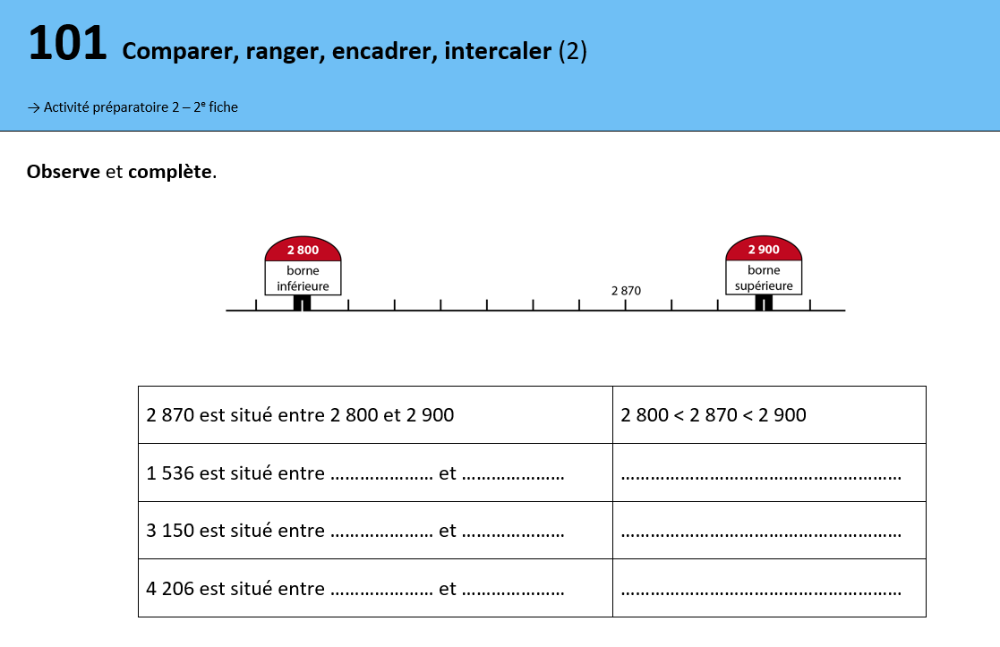 101 Comparer, ranger, encadrer, intercaler (2)
→ Activité préparatoire 2 – 2e fiche
Observe et complète.
2 800
borne
inférieure
2 870
2 900
borne
supérieure
2 870 est situé entre 2 800 et 2 900
2 800 < 2 870 < 2 900
1 536 est situé entre ………………… et …………………
…………………………………………………
3 150 est situé entre ………………… et …………………
…………………………………………………
4 206 est situé entre ………………… et …………………
…………………………………………………